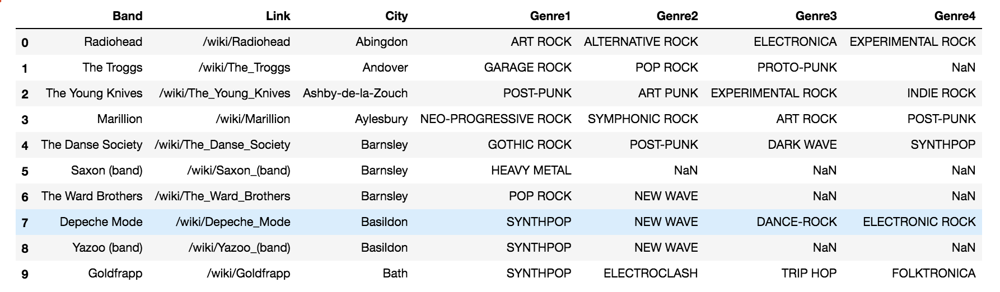 Band Link City Genre1 Genre2 Genre3 Genre4
0 Radiohead /wiki/Radiohead Abingdon ART ROCK ALTERNATIVE ROCK ELECTRONICA EXPERIMENTAL ROCK
1 The Troggs /wiki/The_Troggs Andover GARAGE ROCK POP ROCK PROTO-PUNK NaN
2 The Young Knives /wiki/The_Young_Knives Ashby-de-la-Zouch POST-PUNK ART PUNK EXPERIMENTAL ROCK INDIE ROCK
3 Marillion /wiki/Marillion Aylesbury NEO-PROGRESSIVE ROCK SYMPHONIC ROCK ART ROCK POST-PUNK
4 The Danse Society /wiki/The_Danse_Society Barnsley GOTHIC ROCK POST-PUNK DARK WAVE SYNTHPOP
5 Saxon (band) /wiki/Saxon_(band) Barnsley HEAVY METAL NaN NaN NaN
6 The Ward Brothers /wiki/The_Ward_Brothers Barnsley POP ROCK NEW WAVE NaN NaN
7 Depeche Mode /wiki/Depeche_Mode Basildon SYNTHPOP NEW WAVE DANCE-ROCK ELECTRONIC ROCK
8 Yazoo (band) /wiki/Yazoo_(band) Basildon SYNTHPOP NEW WAVE NaN NaN
9 Goldfrapp /wiki/Goldfrapp Bath SYNTHPOP ELECTROCLASH TRIP HOP FOLKTRONICA